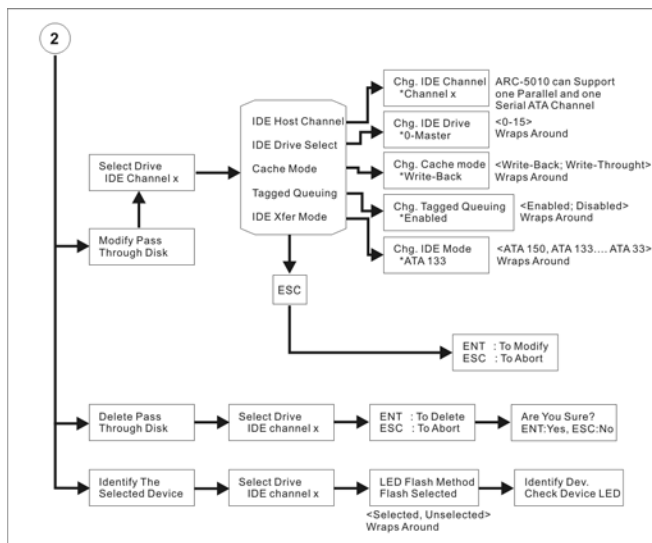 2
Select Drive
IDE Channel x
Modify Pass
Through Disk
IDE Host Channel
IDE Drive Select
Cache Mode
Tagged Queuing
IDE Xfer Mode
Chg. IDE Channel
*Channel x
ARC-5010 can Support
one Parallel and one
Serial ATA Channel
Chg. IDE Drive
*0-Master
<0-15>
Wraps Around
Chg. Cache mode
*Write-Back
<Write-Back; Write-Throught>
Wraps Around
Chg. Tagged Queuing
*Enabled
<Enabled; Disabled>
Wraps Around
Chg. IDE Mode
*ATA 133
<ATA 150, ATA 133.... ATA 33>
Wraps Around
ESC
ENT : To Modify
ESC : To Abort
Delete Pass
Through Disk
Select Drive
IDE channel x
ENT : To Delete
ESC : To Abort
Are You Sure?
ENT:Yes, ESC:No
Identify The
Selected Device
Select Drive
IDE channel x
LED Flash Method
Flash Selected
<Selected, Unselected>
Wraps Around
Identify Dev.
Check Device LED